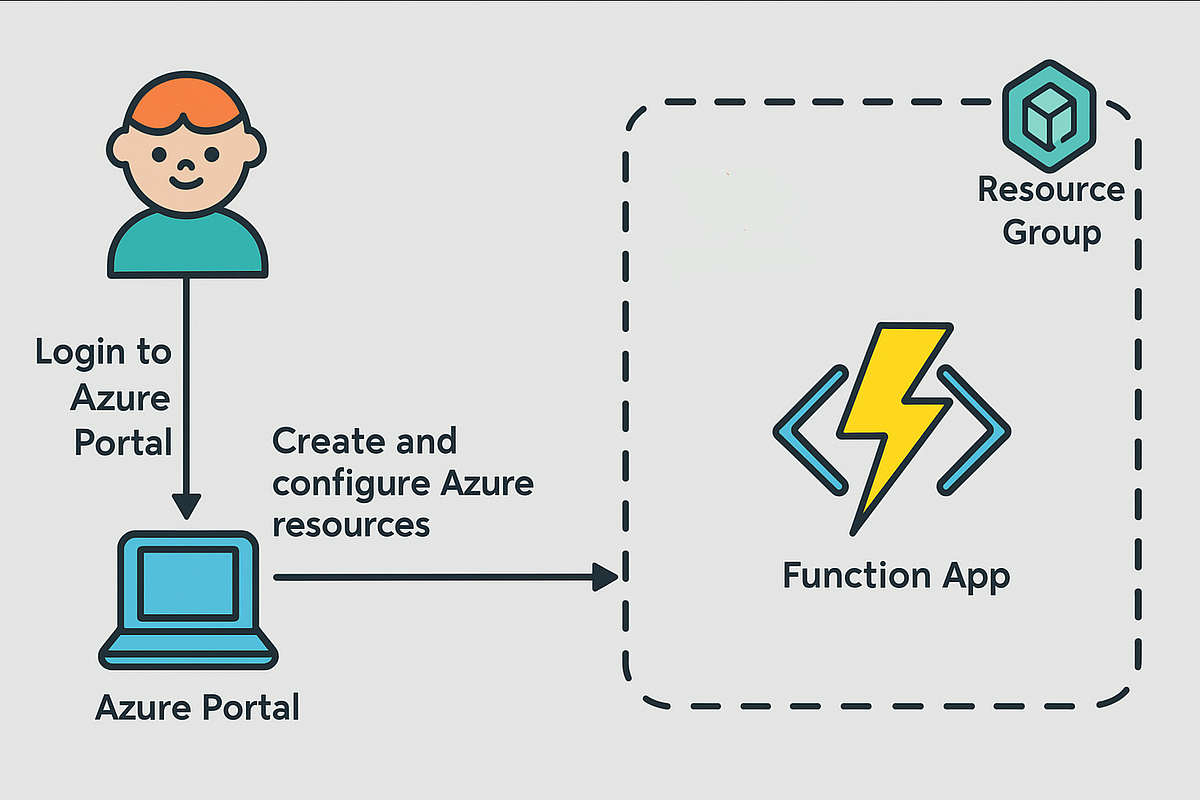 Resource
Group
Login to
Azure
Portal
Create and
configure Azure
resources
Function App
Azure Portal